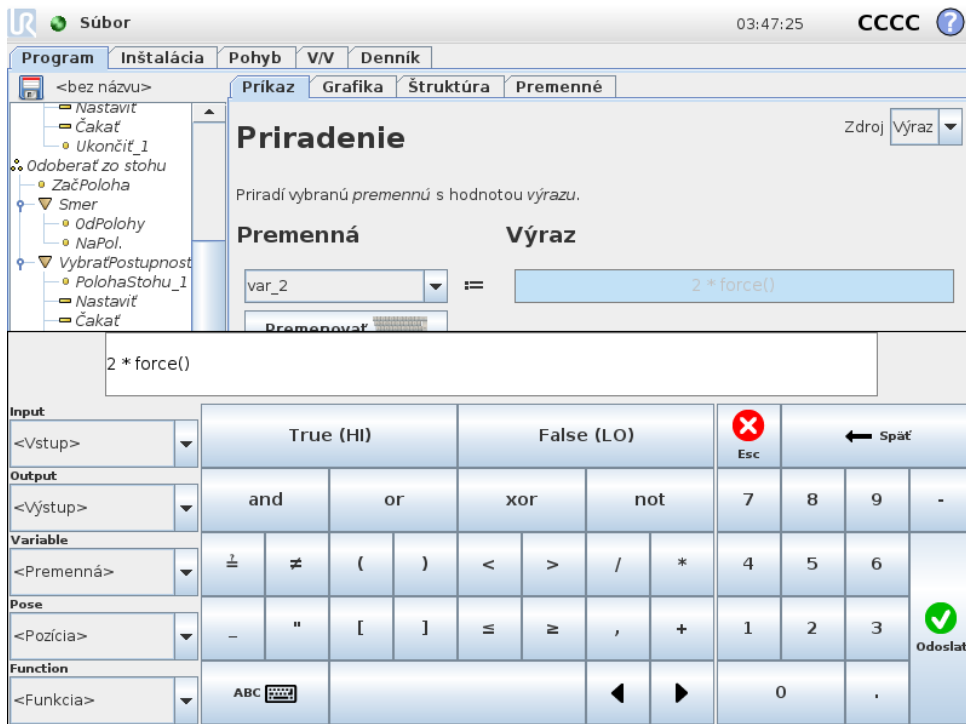 UR Súbor 03:47:25 CCCC ?
Program Inštalácia Pohyb V/V Denník
<bez názvu> Príkaz Grafika Štruktúra Premenné
Nastaviť
Čakať
Ukončiť_1
Odoberať zo stohu
ZačPoloha
Smer
OdPolohy
NaPol.
VybraťPostupnosť
PolohaStohu_1
Nastaviť
Čakať
Priradenie
Zdroj Výraz
Priradí vybranú premennú s hodnotou výrazu.
Premenná Výraz
var_2 := 2 * force()
Premenovať
2 * force()
Input
<Vstup>
Output
<Výstup>
Variable
<Premenná>
Pose
<Pozícia>
Function
<Funkcia>
True (HI) False (LO) Esc Späť
and or xor not 7 8 9 -
≟ ≠ ( ) < > / * 4 5 6
_ " [ ] ≤ ≥ , + 1 2 3 Odoslať
ABC 0 .